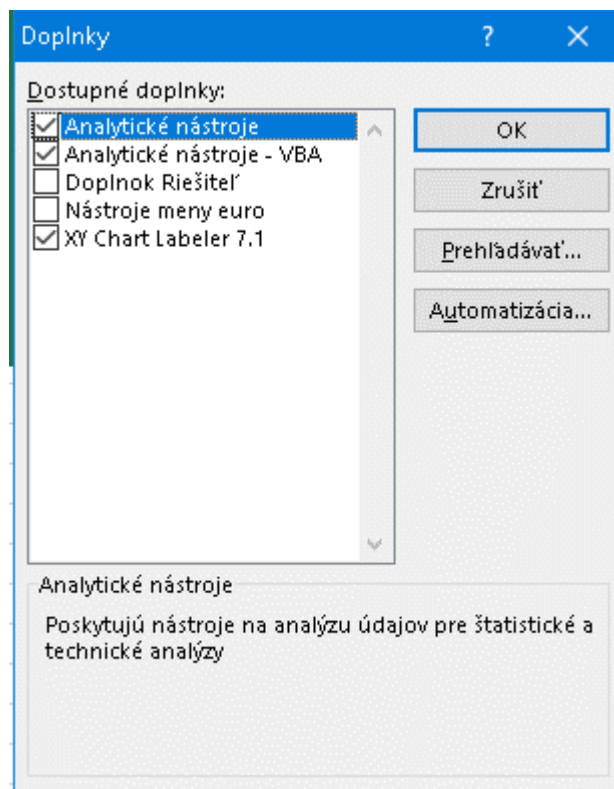 Doplnky
Dostupné doplnky:
Analytické nástroje
Analytické nástroje - VBA
Doplnok Riešiteľ
Nástroje meny euro
XY Chart Labeler 7.1
OK
Zrušiť
Prehľadávať...
Automatizácia...
Analytické nástroje
Poskytujú nástroje na analýzu údajov pre štatistické a
technické analýzy